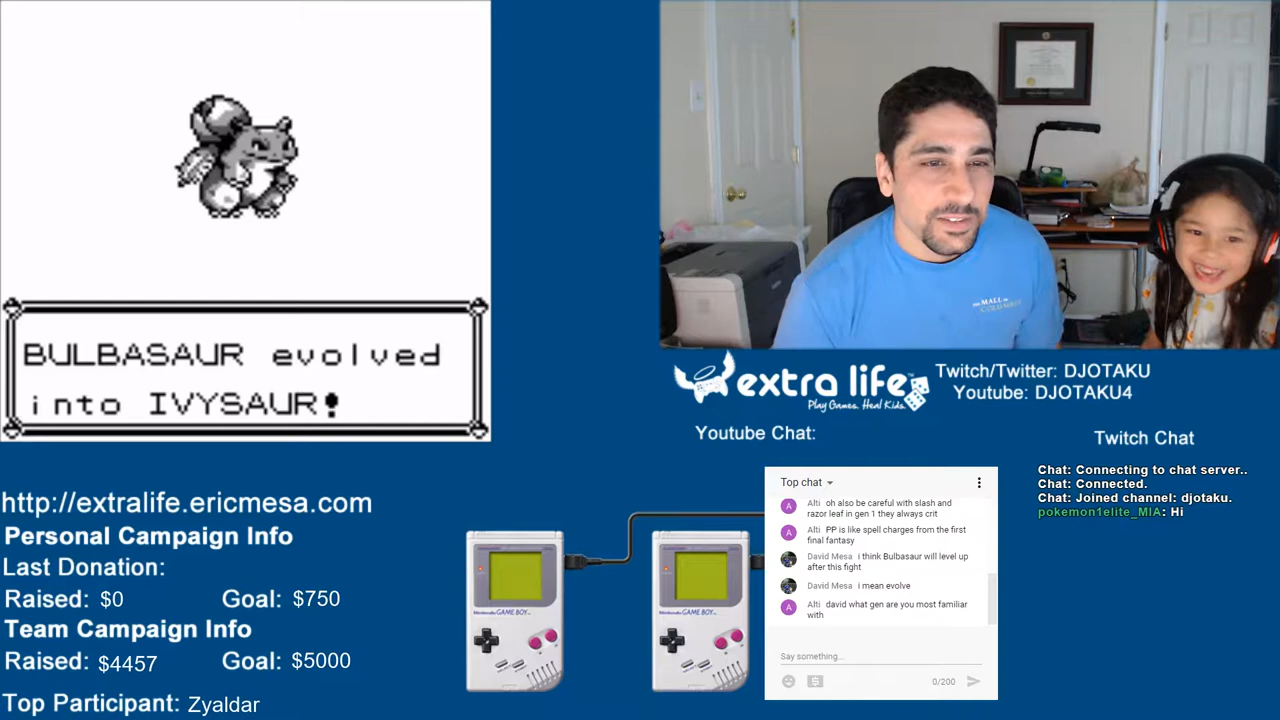 BULBASAUR evolved
into IVYSAUR!
THE MALL IN
COLUMBIA
extra life
Play Games. Heal Kids.
Twitch/Twitter: DJOTAKU
Youtube: DJOTAKU4
Youtube Chat:
Twitch Chat
Chat: Connecting to chat server..
Chat: Connected.
Chat: Joined channel: djotaku.
pokemon1elite_MIA: Hi
Top chat
A Alti oh also be careful with slash and
razor leaf in gen 1 they always crit
A Alti PP is like spell charges from the first
final fantasy
David Mesa i think Bulbasaur will level up
after this fight
David Mesa i mean evolve
A Alti david what gen are you most familiar
with
Say something...
0/200
http://extralife.ericmesa.com
Personal Campaign Info
Last Donation:
Raised: $0 Goal: $750
Team Campaign Info
Raised: $4457 Goal: $5000
Top Participant: Zyaldar
Nintendo GAME BOY
Nintendo GAME BOY